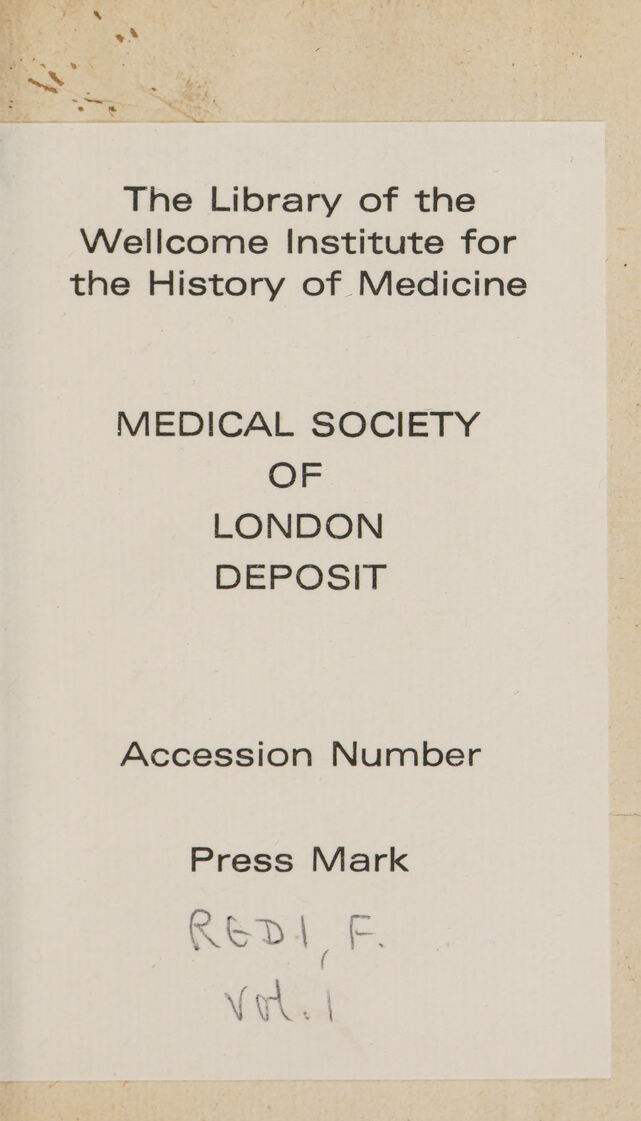 The Library of the
Wellcome Institute for
the History of Medicine
MEDICAL SOCIETY
OF
LONDON
DEPOSIT
Accession Number
Press Mark
REDI, F.
Vol. 1